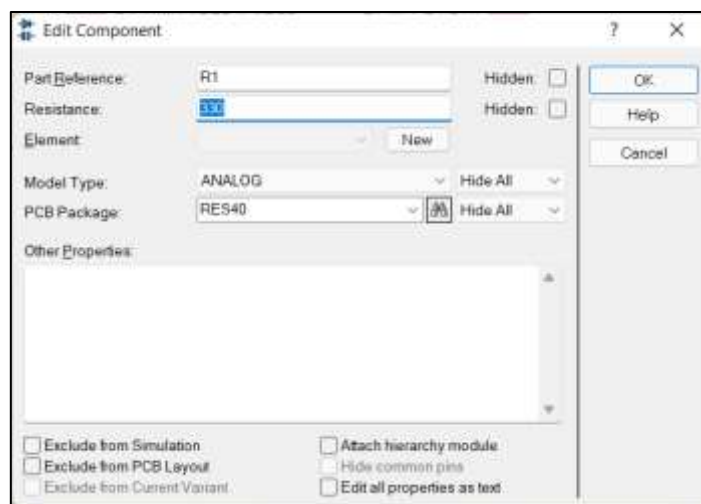 Edit Component
?
Part Reference: R1 Hidden: OK
Resistance: 330 Hidden: Help
Element: New Cancel
Model Type: ANALOG Hide All
PCB Package: RES40 Hide All
Other Properties:
Exclude from Simulation Attach hierarchy module
Exclude from PCB Layout Hide common pins
Exclude from Current Variant Edit all properties as text